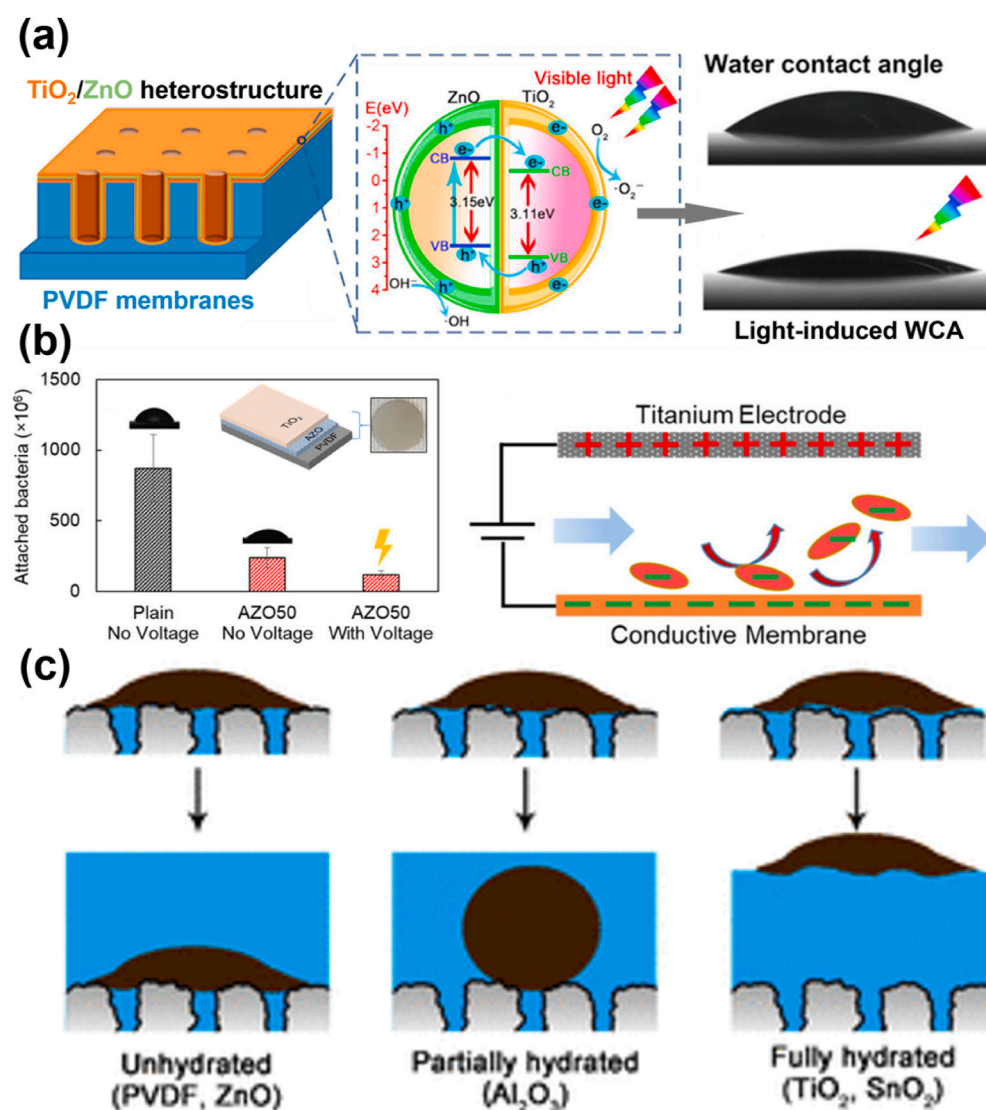 (a)
TiO₂/ZnO heterostructure
PVDF membranes
E(eV)
-2
-1
0
1
2
3
4
ZnO
TiO₂
Visible light
h⁺
e-
e-
e-
O₂
·O₂⁻
CB
CB
h⁺
3.15eV
3.11eV
e-
VB
h⁺
h⁺
VB
OH⁻
h⁺
e-
·OH
Water contact angle
Light-induced WCA
(b)
Attached bacteria (×10⁶)
1500
1000
500
0
TiO₂
AZO
PVDF
Plain
No Voltage
AZO50
No Voltage
AZO50
With Voltage
Titanium Electrode
Conductive Membrane
(c)
Unhydrated
(PVDF, ZnO)
Partially hydrated
(Al₂O₃)
Fully hydrated
(TiO₂, SnO₂)